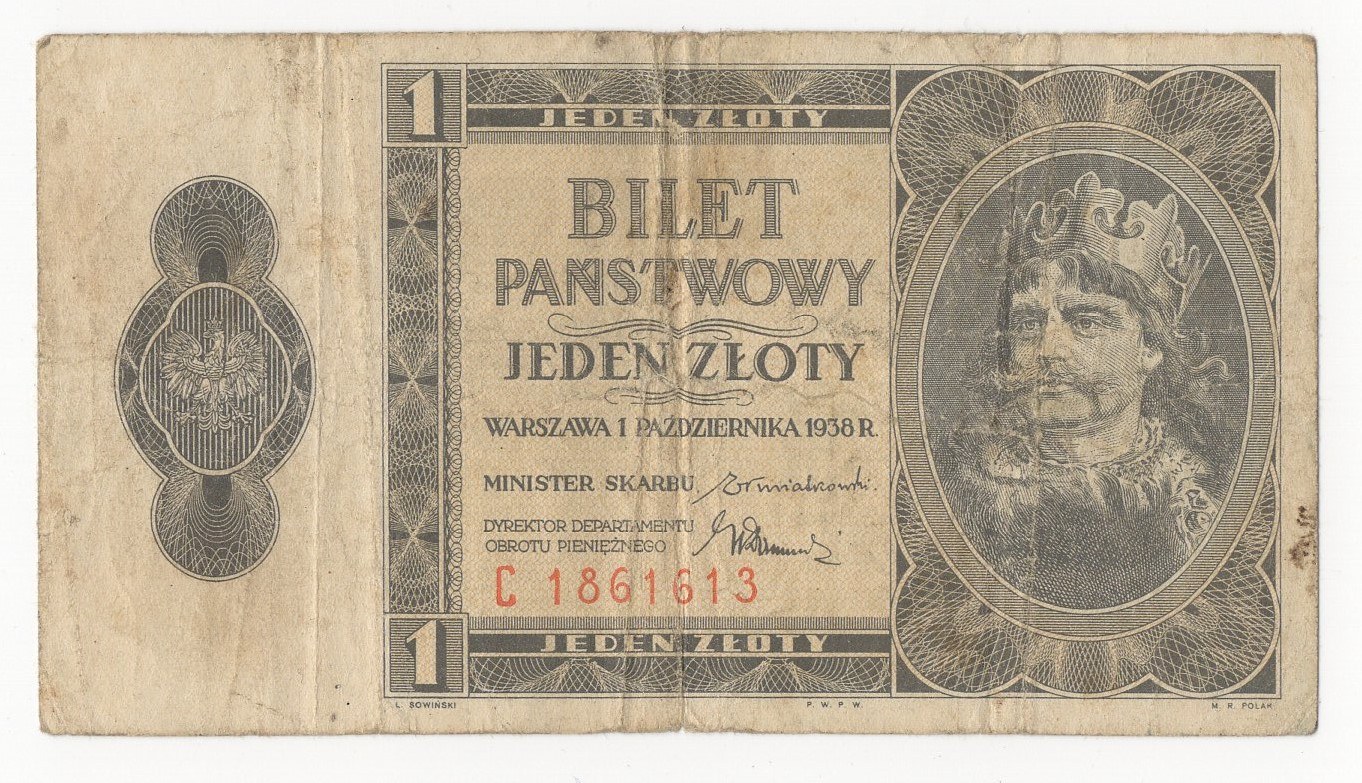 1
JEDEN ZŁOTY
BILET
PAŃSTWOWY
JEDEN ZŁOTY
WARSZAWA 1 PAŹDZIERNIKA 1938 R.
MINISTER SKARBU
DYREKTOR DEPARTAMENTU
OBROTU PIENIĘŻNEGO
C 1861613
1
JEDEN ZŁOTY
L. SOWIŃSKI
P. W. P. W.
M. R. POLAK